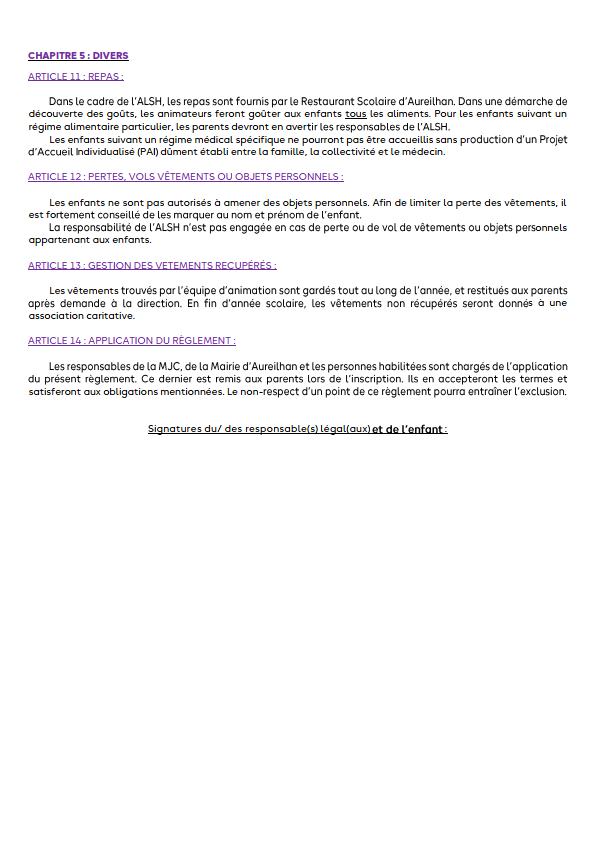 CHAPITRE 5 : DIVERS
ARTICLE 11 : REPAS :
Dans le cadre de l'ALSH, les repas sont fournis par le Restaurant Scolaire d'Aureilhan. Dans une démarche de
découverte des goûts, les animateurs feront goûter aux enfants tous les aliments. Pour les enfants suivant un
régime alimentaire particulier, les parents devront en avertir les responsables de l'ALSH.
Les enfants suivant un régime médical spécifique ne pourront pas être accueillis sans production d'un Projet
d'Accueil Individualisé (PAI) dûment établi entre la famille, la collectivité et le médecin.
ARTICLE 12 : PERTES, VOLS VÊTEMENTS OU OBJETS PERSONNELS :
Les enfants ne sont pas autorisés à amener des objets personnels. Afin de limiter la perte des vêtements, il
est fortement conseillé de les marquer au nom et prénom de l'enfant.
La responsabilité de l'ALSH n'est pas engagée en cas de perte ou de vol de vêtements ou objets personnels
appartenant aux enfants.
ARTICLE 13 : GESTION DES VETEMENTS RECUPÉRÉS :
Les vêtements trouvés par l'équipe d'animation sont gardés tout au long de l'année, et restitués aux parents
après demande à la direction. En fin d'année scolaire, les vêtements non récupérés seront donnés à une
association caritative.
ARTICLE 14 : APPLICATION DU RÈGLEMENT :
Les responsables de la MJC, de la Mairie d'Aureilhan et les personnes habilitées sont chargés de l'application
du présent règlement. Ce dernier est remis aux parents lors de l'inscription. Ils en accepteront les termes et
satisferont aux obligations mentionnées. Le non-respect d'un point de ce règlement pourra entraîner l'exclusion.
Signatures du/ des responsable(s) légal(aux) et de l'enfant :